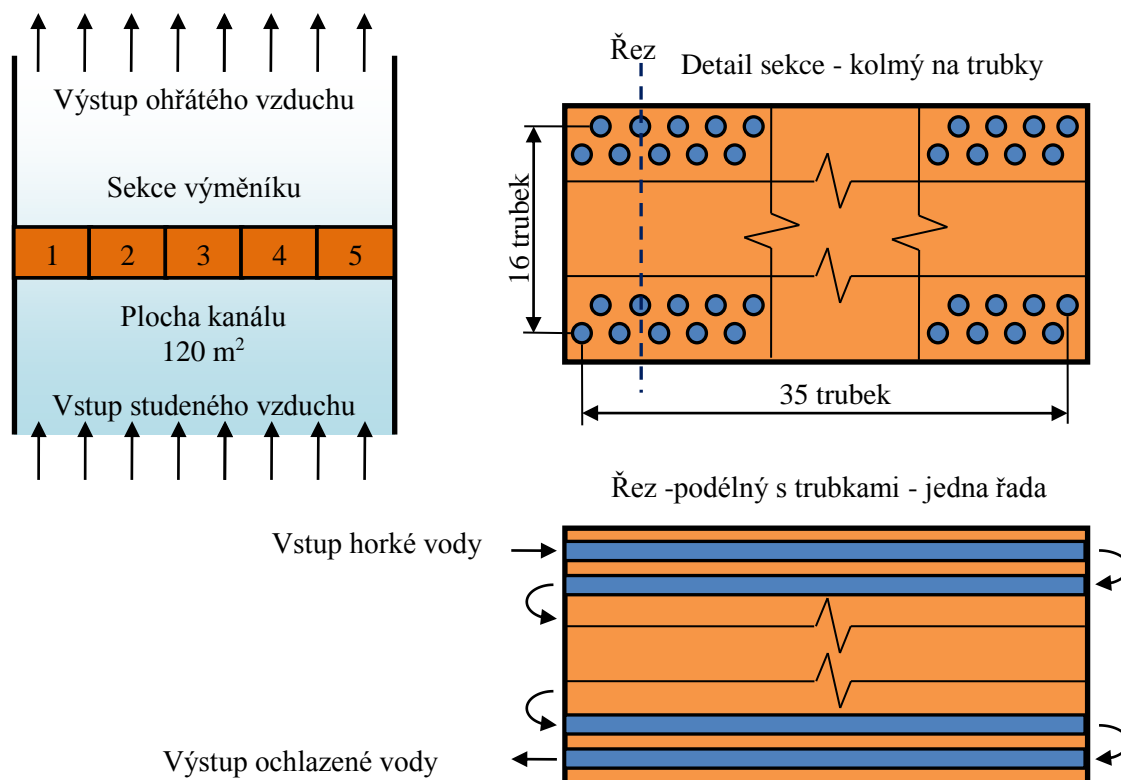 Výstup ohřátého vzduchu
Sekce výměníku
1 2 3 4 5
Plocha kanálu
120 m²
Vstup studeného vzduchu
Řez
Detail sekce - kolmý na trubky
16 trubek
35 trubek
Řez -podélný s trubkami - jedna řada
Vstup horké vody
Výstup ochlazené vody